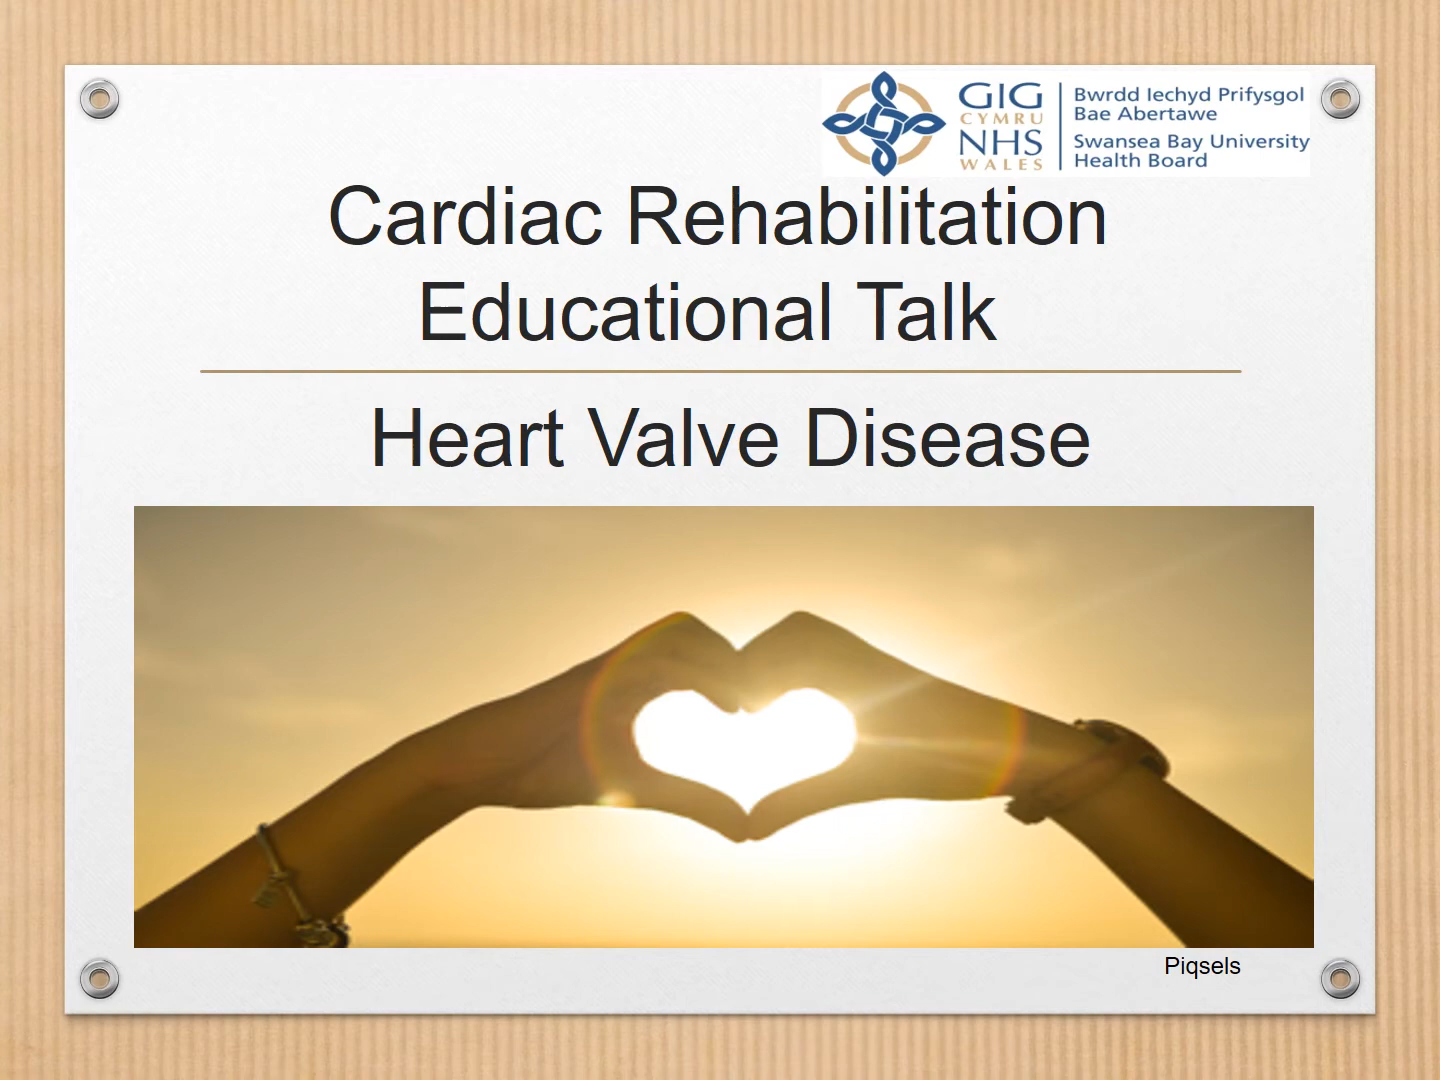 GIG
CYMRU
NHS
WALES
Bwrdd Iechyd Prifysgol
Bae Abertawe
Swansea Bay University
Health Board
Cardiac Rehabilitation
Educational Talk
Heart Valve Disease
Piqsels